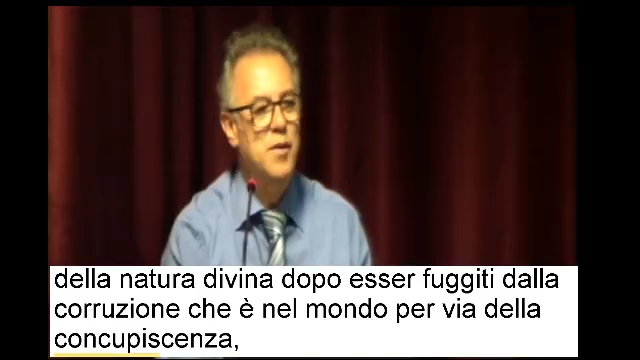 della natura divina dopo esser fuggiti dalla
corruzione che è nel mondo per via della
concupiscenza,